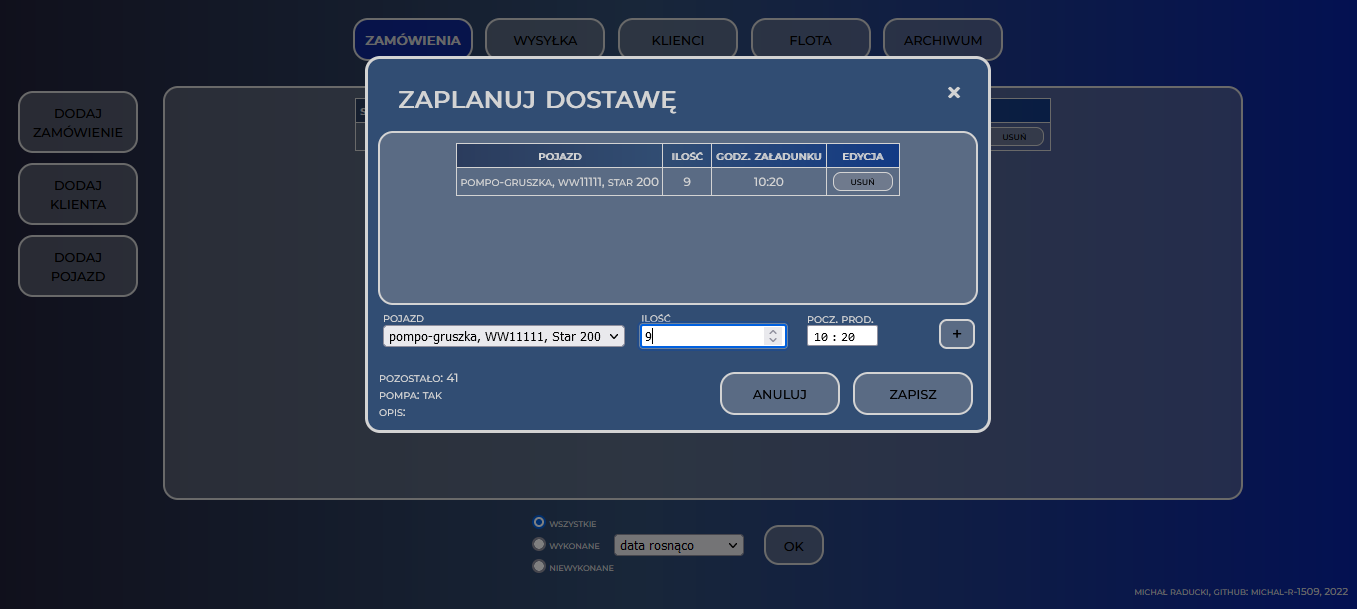 ZAMÓWIENIA WYSYŁKA KLIENCI FLOTA ARCHIWUM
DODAJ
ZAMÓWIENIE
DODAJ
KLIENTA
DODAJ
POJAZD
ZAPLANUJ DOSTAWĘ ×
POJAZD ILOŚĆ GODZ. ZAŁADUNKU EDYCJA
POMPO-GRUSZKA, WW11111, STAR 200 9 10:20 USUŃ
USUŃ
POJAZD ILOŚĆ POCZ. PROD.
pompo-gruszka, WW11111, Star 200 9 10 : 20 +
POZOSTAŁO: 41
POMPA: TAK
OPIS:
ANULUJ ZAPISZ
WSZYSTKIE
WYKONANE
NIEWYKONANE
data rosnąco OK
MICHAŁ RADUCKI, GITHUB: MICHAL-R-1509, 2022